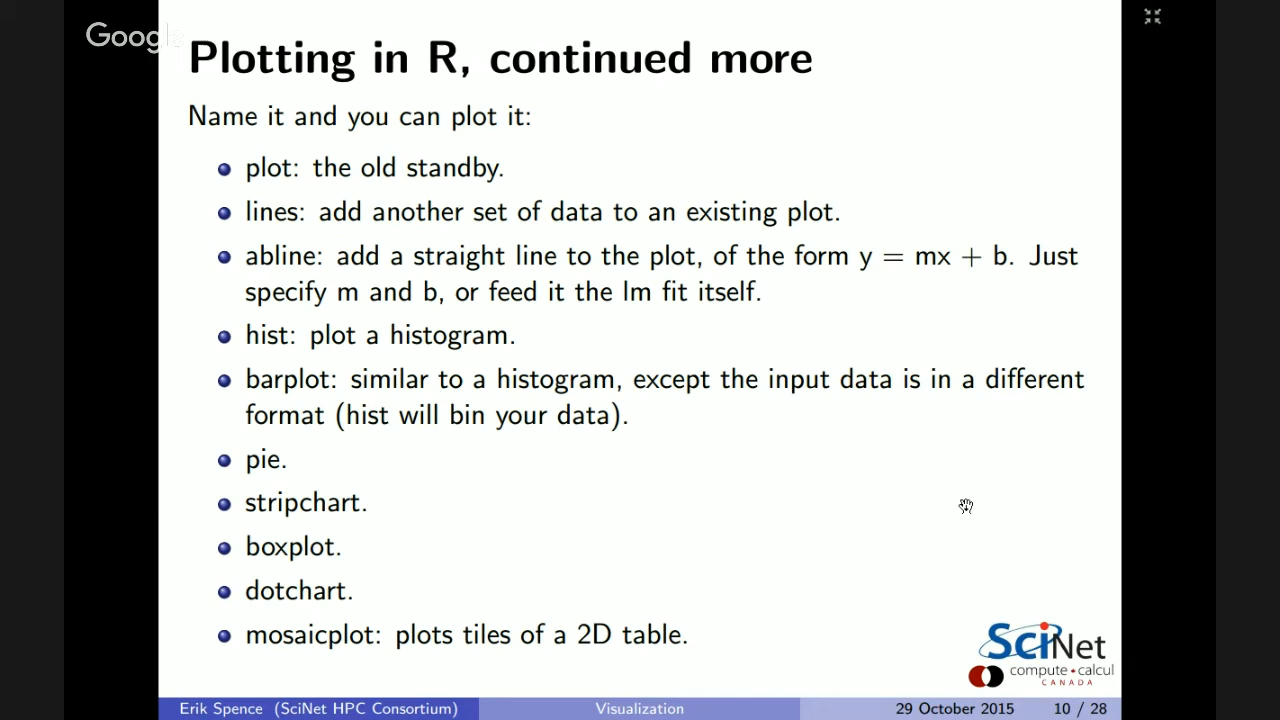 Google
Plotting in R, continued more
Name it and you can plot it:
plot: the old standby.
lines: add another set of data to an existing plot.
abline: add a straight line to the plot, of the form y = mx + b. Just
specify m and b, or feed it the lm fit itself.
hist: plot a histogram.
barplot: similar to a histogram, except the input data is in a different
format (hist will bin your data).
pie.
stripchart.
boxplot.
dotchart.
mosaicplot: plots tiles of a 2D table.
SciNet
compute • calcul
CANADA
Erik Spence (SciNet HPC Consortium) Visualization 29 October 2015 10 / 28